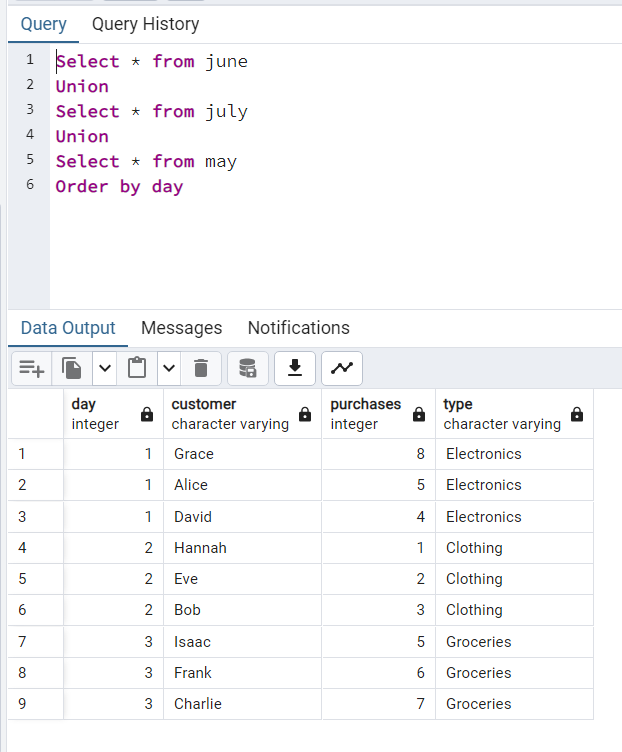 Query Query History
1 Select * from june
2 Union
3 Select * from july
4 Union
5 Select * from may
6 Order by day
Data Output Messages Notifications
day customer purchases type
integer character varying integer character varying
1 1 Grace 8 Electronics
2 1 Alice 5 Electronics
3 1 David 4 Electronics
4 2 Hannah 1 Clothing
5 2 Eve 2 Clothing
6 2 Bob 3 Clothing
7 3 Isaac 5 Groceries
8 3 Frank 6 Groceries
9 3 Charlie 7 Groceries